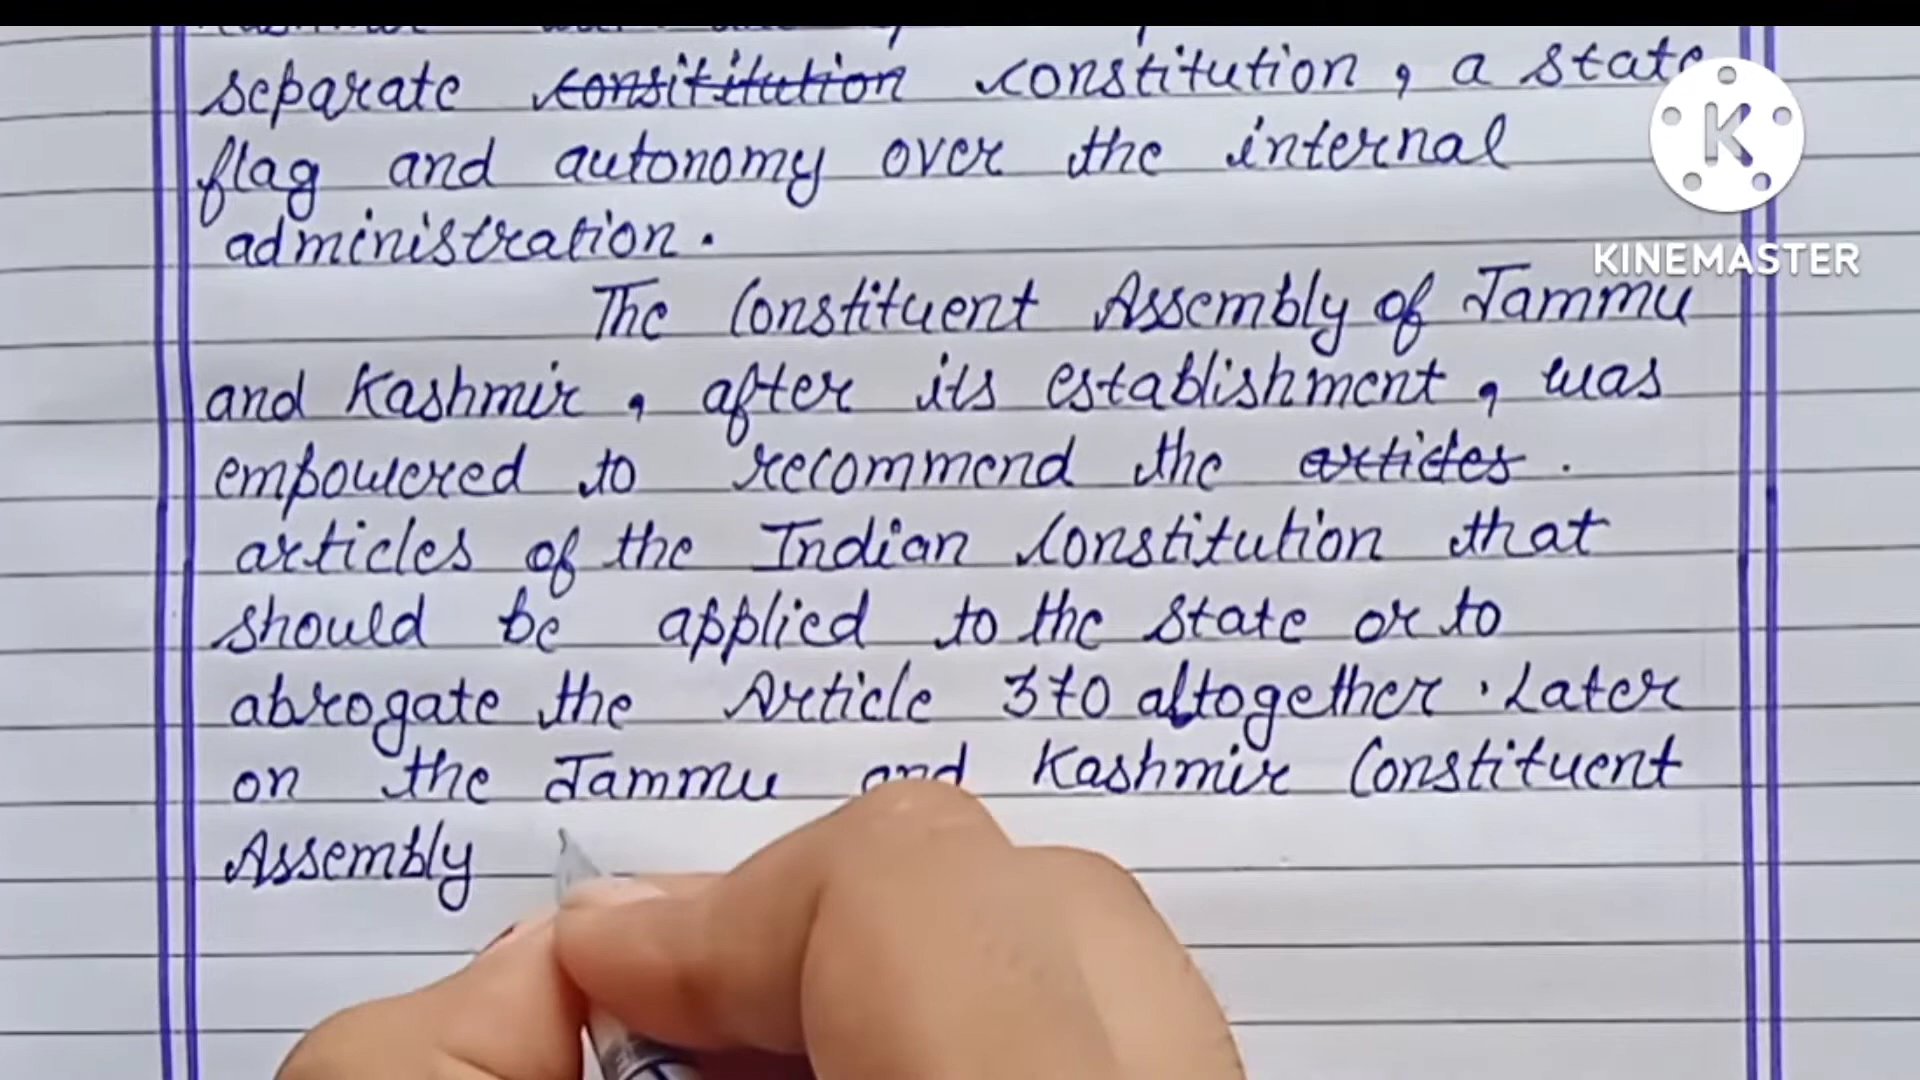 separate consititution constitution, a state
flag and autonomy over the internal
administration.
The Constituent Assembly of Jammu
and Kashmir, after its establishment, was
empowered to recommend the articles.
articles of the Indian Constitution that
should be applied to the state or to
abrogate the Article 370 altogether. Later
on the Jammu and Kashmir Constituent
Assembly
K
KINEMASTER